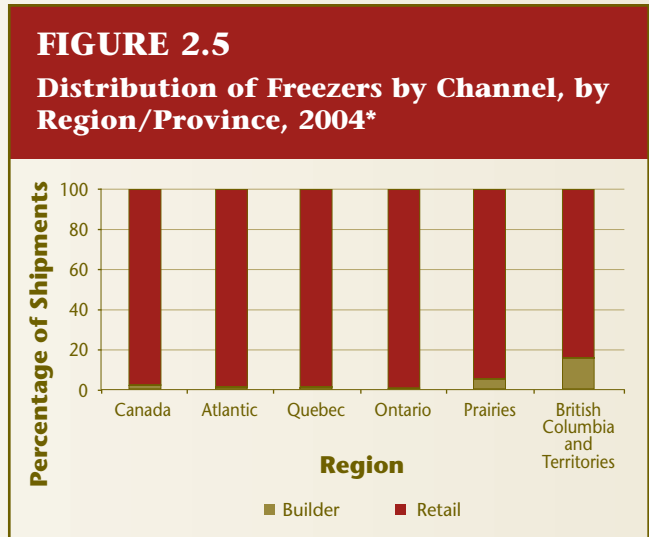 FIGURE 2.5
Distribution of Freezers by Channel, by
Region/Province, 2004*
Percentage of Shipments
100
80
60
40
20
0
Canada
Atlantic
Quebec
Ontario
Prairies
British
Columbia
and
Territories
Region
Builder
Retail